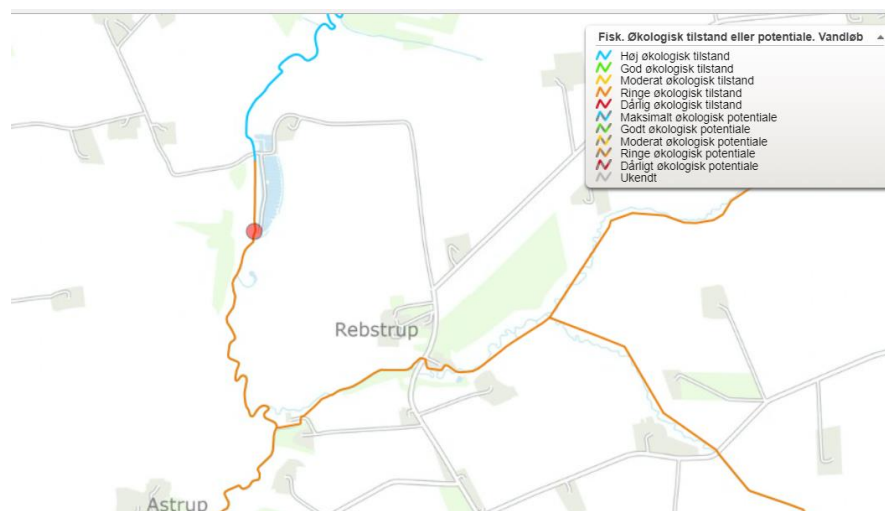 Fisk. Økologisk tilstand eller potentiale. Vandløb
Høj økologisk tilstand
God økologisk tilstand
Moderat økologisk tilstand
Ringe økologisk tilstand
Dårlig økologisk tilstand
Maksimalt økologisk potentiale
Godt økologisk potentiale
Moderat økologisk potentiale
Ringe økologisk potentiale
Dårligt økologisk potentiale
Ukendt
Rebstrup
Astrup